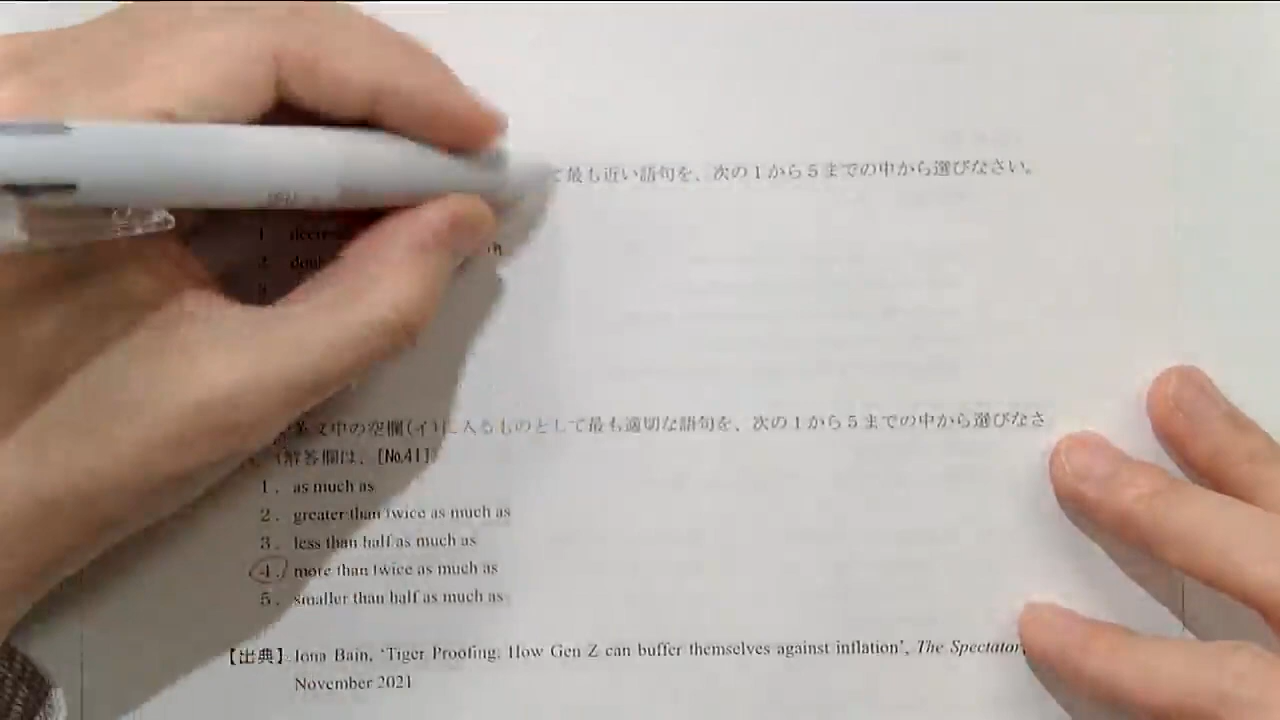 最も近い語句を、次の1から5までの中から選びなさい。
1
2
文中の空欄(イ)に入るものとして最も適切な語句を、次の1から5までの中から選びなさ
(解答欄は、[No.41]
1. as much as
2. greater than twice as much as
3. less than half as much as
4. more than twice as much as
5. smaller than half as much as
【出典】Iona Bain, 'Tiger Proofing: How Gen Z can buffer themselves against inflation', The Spectator,
November 2021